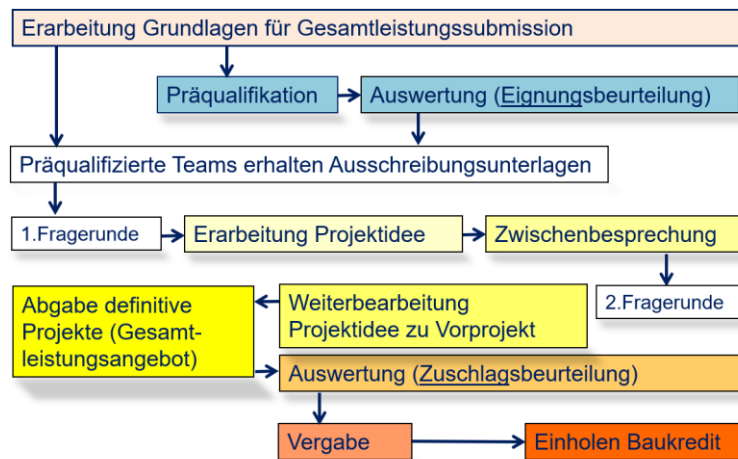 Erarbeitung Grundlagen für Gesamtleistungssubmission
Präqualifikation
Auswertung (Eignungsbeurteilung)
Präqualifizierte Teams erhalten Ausschreibungsunterlagen
1.Fragerunde
Erarbeitung Projektidee
Zwischenbesprechung
2.Fragerunde
Weiterbearbeitung
Projektidee zu Vorprojekt
Abgabe definitive
Projekte (Gesamt-
leistungsangebot)
Auswertung (Zuschlagsbeurteilung)
Vergabe
Einholen Baukredit